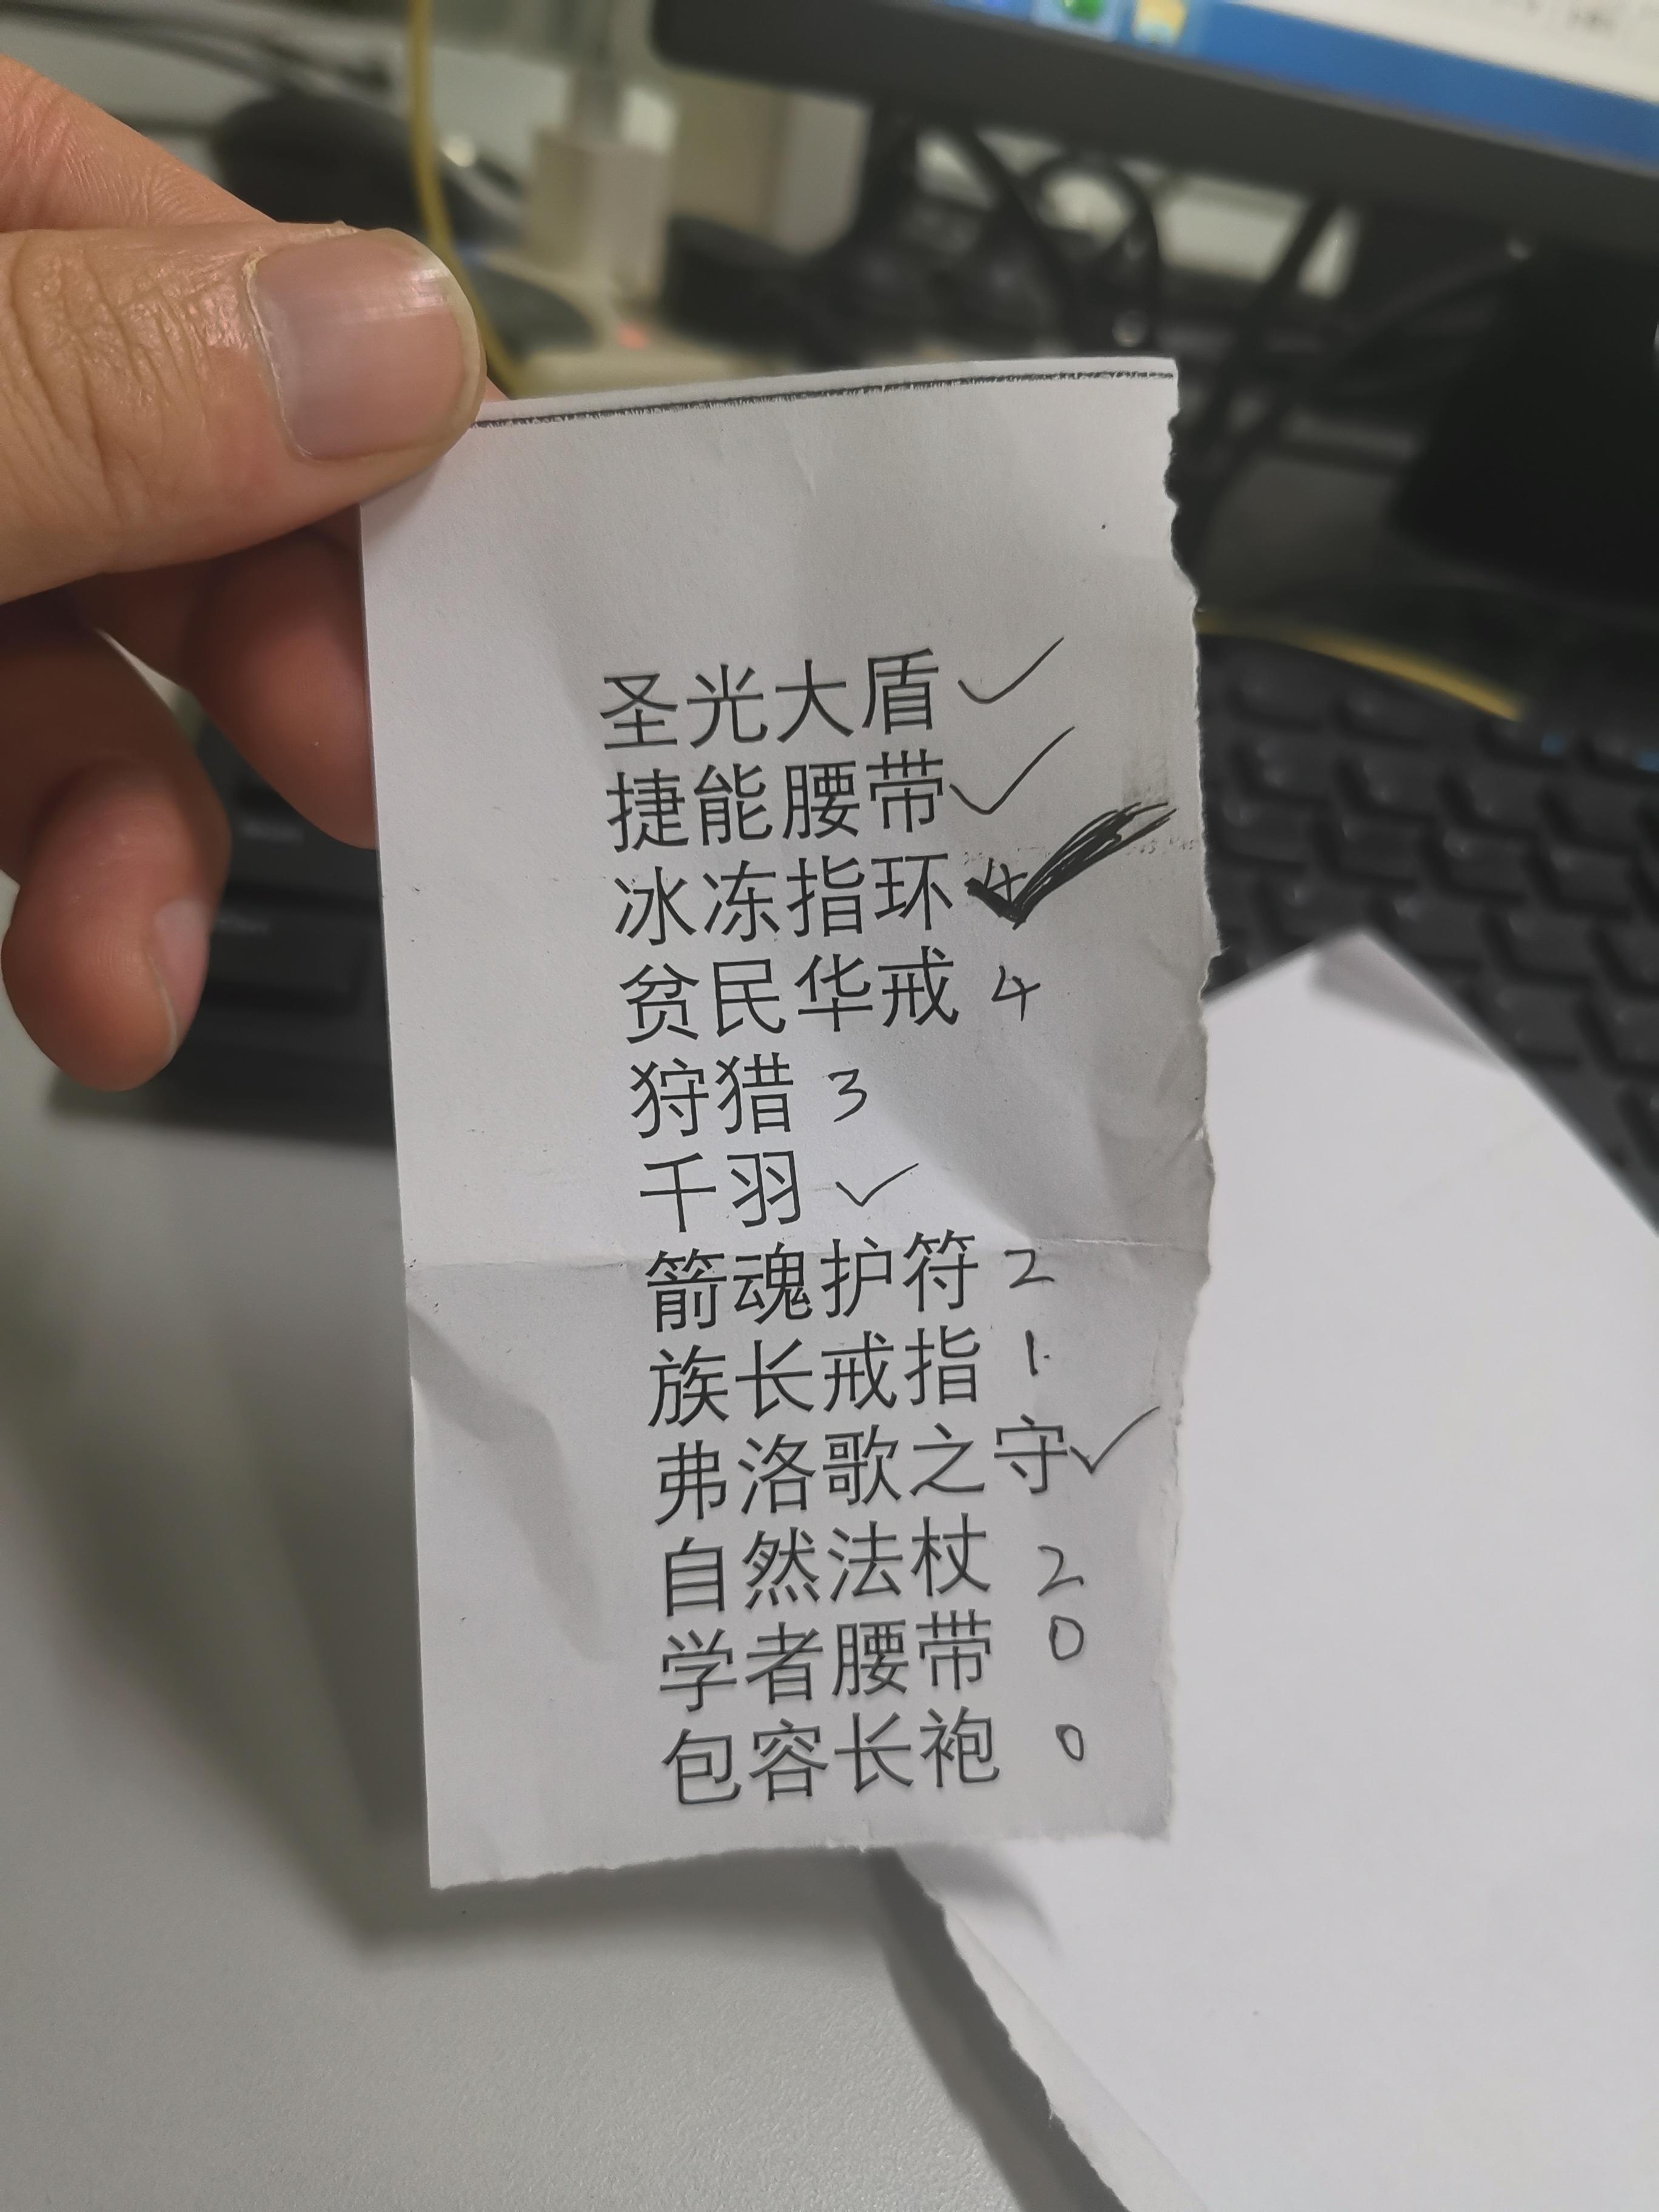 圣光大盾 ✓
捷能腰带 ✓
冰冻指环 4 ✓
贫民华戒 4
狩猎 3
千羽 ✓
箭魂护符 2
族长戒指 1
弗洛歌之守 ✓
自然法杖 2
学者腰带 0
包容长袍 0